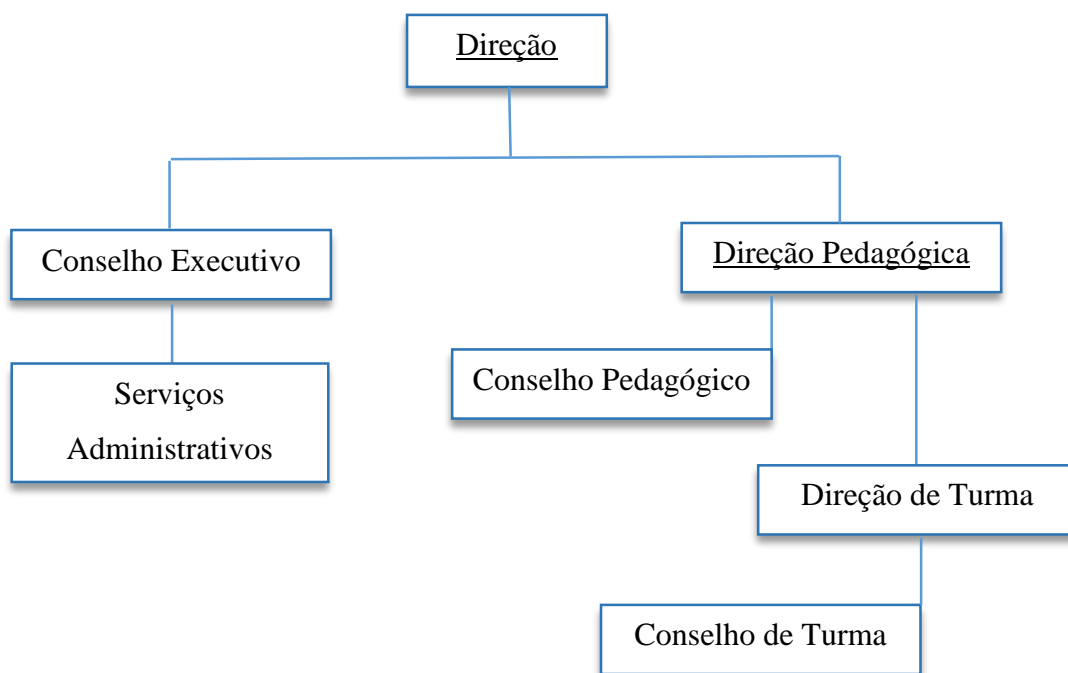 Direção
Conselho Executivo
Direção Pedagógica
Serviços
Administrativos
Conselho Pedagógico
Direção de Turma
Conselho de Turma